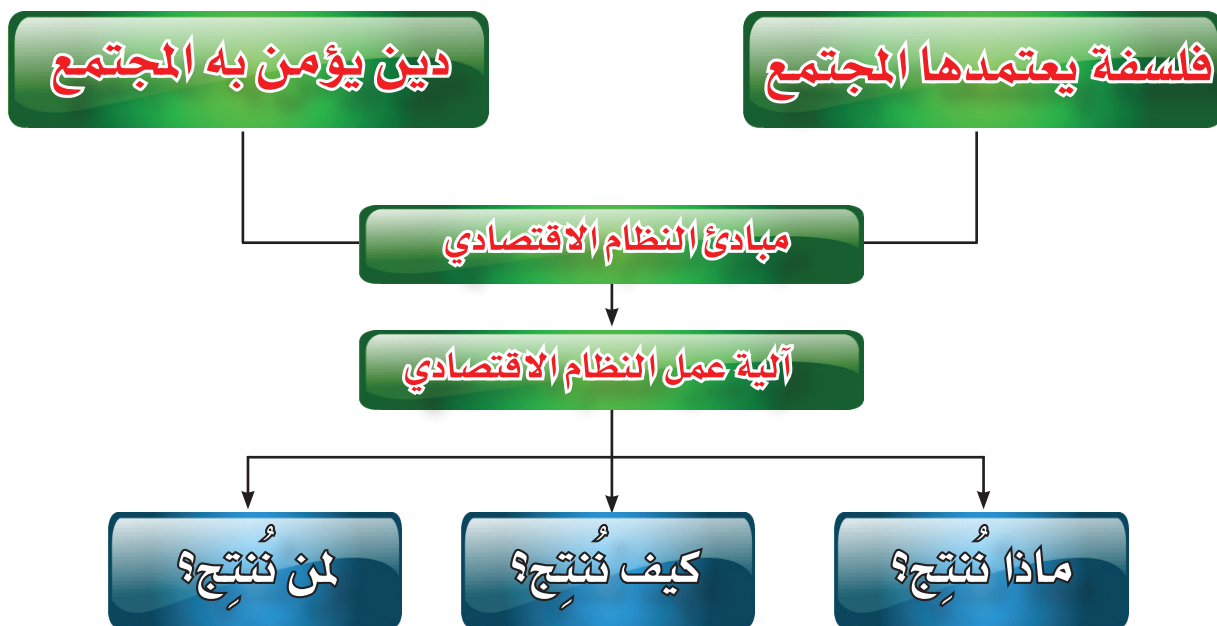 فلسفة يعتمدها المجتمع
دين يؤمن به المجتمع
مبادئ النظام الاقتصادي
آلية عمل النظام الاقتصادي
ماذا نُنتِج؟
كيف نُنتِج؟
لمن نُنتِج؟